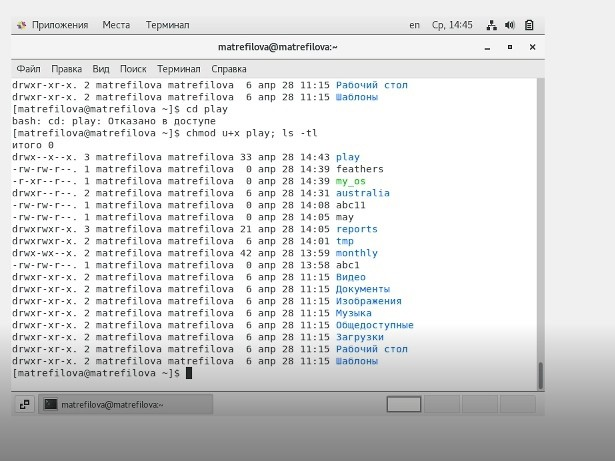 Приложения Места Терминал en Ср, 14:45
matrefilova@matrefilova:~
Файл Правка Вид Поиск Терминал Справка
drwxr-xr-x. 2 matrefilova matrefilova 6 апр 28 11:15 Рабочий стол
drwxr-xr-x. 2 matrefilova matrefilova 6 апр 28 11:15 Шаблоны
[matrefilova@matrefilova ~]$ cd play
bash: cd: play: Отказано в доступе
[matrefilova@matrefilova ~]$ chmod u+x play; ls -tl
итого 0
drwx--x--x. 3 matrefilova matrefilova 33 апр 28 14:43 play
-rw-rw-r--. 1 matrefilova matrefilova 0 апр 28 14:39 feathers
-r-xr--r--. 1 matrefilova matrefilova 0 апр 28 14:39 my_os
drwxr--r--. 2 matrefilova matrefilova 6 апр 28 14:31 australia
-rw-rw-r--. 1 matrefilova matrefilova 0 апр 28 14:08 abc11
-rw-rw-r--. 1 matrefilova matrefilova 0 апр 28 14:05 may
drwxrwxr-x. 3 matrefilova matrefilova 21 апр 28 14:05 reports
drwxrwxr-x. 2 matrefilova matrefilova 6 апр 28 14:01 tmp
drwx-wx--x. 2 matrefilova matrefilova 42 апр 28 13:59 monthly
-rw-rw-r--. 1 matrefilova matrefilova 0 апр 28 13:58 abc1
drwxr-xr-x. 2 matrefilova matrefilova 6 апр 28 11:15 Видео
drwxr-xr-x. 2 matrefilova matrefilova 6 апр 28 11:15 Документы
drwxr-xr-x. 2 matrefilova matrefilova 6 апр 28 11:15 Изображения
drwxr-xr-x. 2 matrefilova matrefilova 6 апр 28 11:15 Музыка
drwxr-xr-x. 2 matrefilova matrefilova 6 апр 28 11:15 Общедоступные
drwxr-xr-x. 2 matrefilova matrefilova 6 апр 28 11:15 Загрузки
drwxr-xr-x. 2 matrefilova matrefilova 6 апр 28 11:15 Рабочий стол
drwxr-xr-x. 2 matrefilova matrefilova 6 апр 28 11:15 Шаблоны
[matrefilova@matrefilova ~]$
matrefilova@matrefilova:~